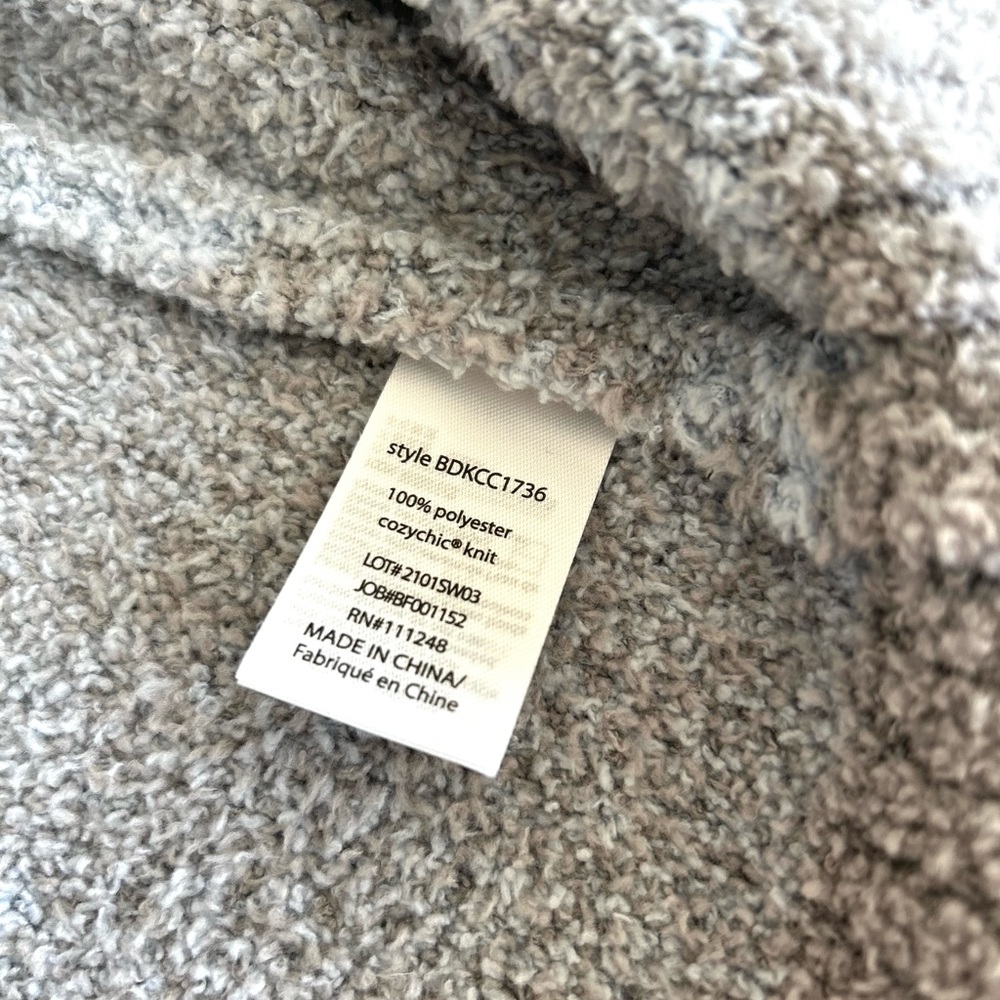 style BDKCC1736
100% polyester
cozychic® knit
LOT#2101SW03
JOB#BF001152
RN#111248
MADE IN CHINA/
Fabriqué en Chine